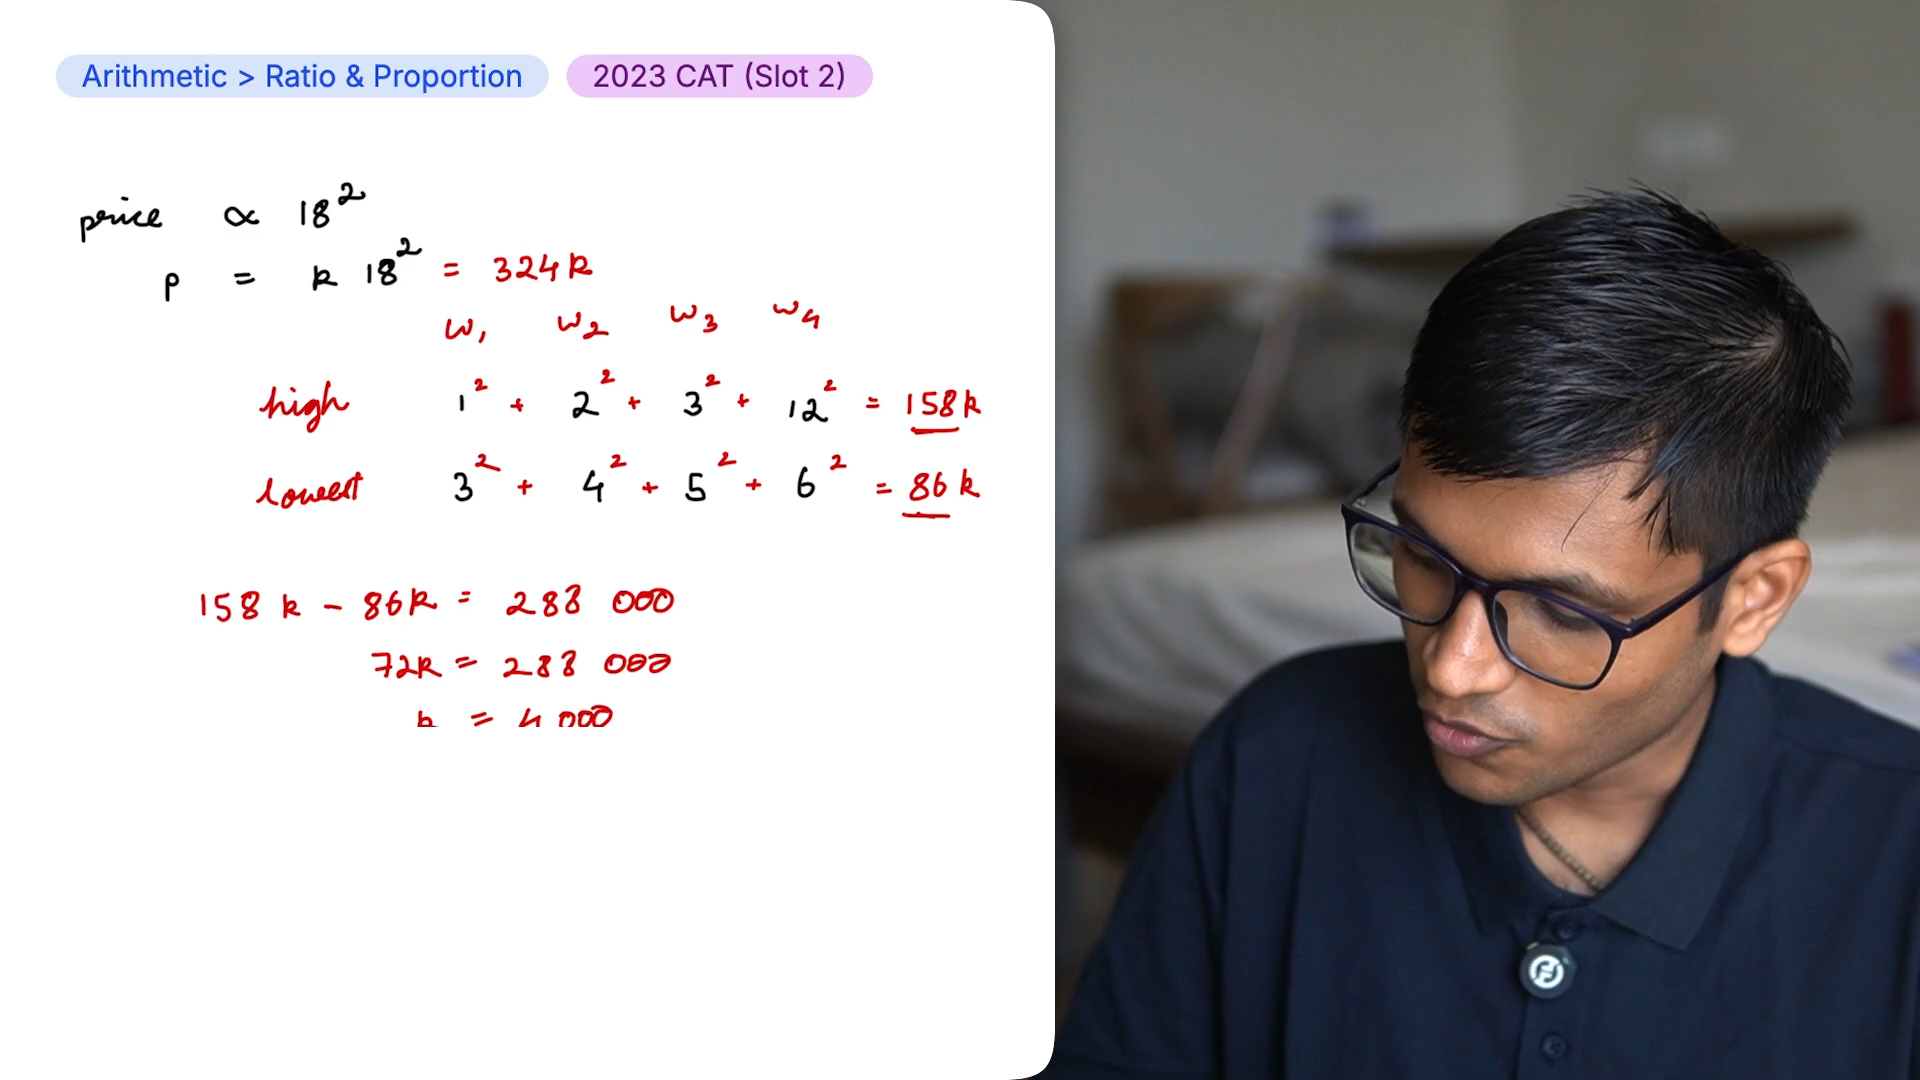 Arithmetic > Ratio & Proportion 2023 CAT (Slot 2)
price ∝ 18²
p = k 18² = 324k
w₁ w₂ w₃ w₄
high 1² + 2² + 3² + 12² = 158k
lowest 3² + 4² + 5² + 6² = 86k
158k - 86k = 288 000
72k = 288 000
k = 4 000